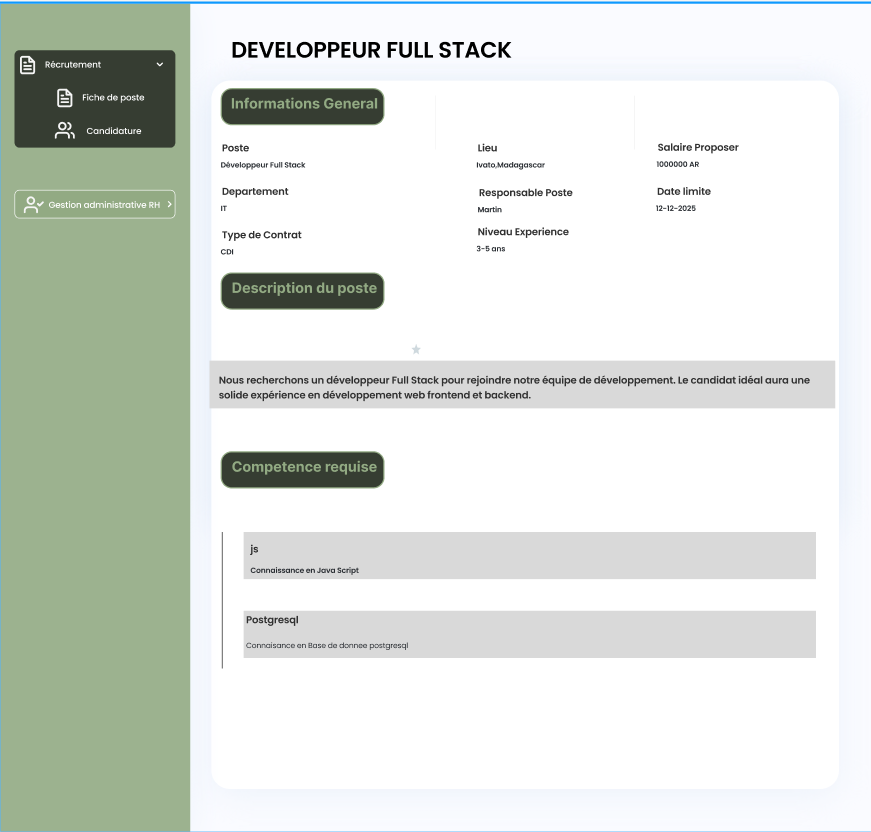 DEVELOPPEUR FULL STACK
Récrutement
Fiche de poste
Candidature
Gestion administrative RH
Informations General
Poste
Développeur Full Stack
Lieu
Ivato,Madagascar
Salaire Proposer
1000000 AR
Departement
IT
Responsable Poste
Martin
Date limite
12-12-2025
Type de Contrat
CDI
Niveau Experience
3-5 ans
Description du poste
Nous recherchons un développeur Full Stack pour rejoindre notre équipe de développement. Le candidat idéal aura une
solide expérience en développement web frontend et backend.
Competence requise
js
Connaissance en Java Script
Postgresql
Connaisance en Base de donnee postgresql